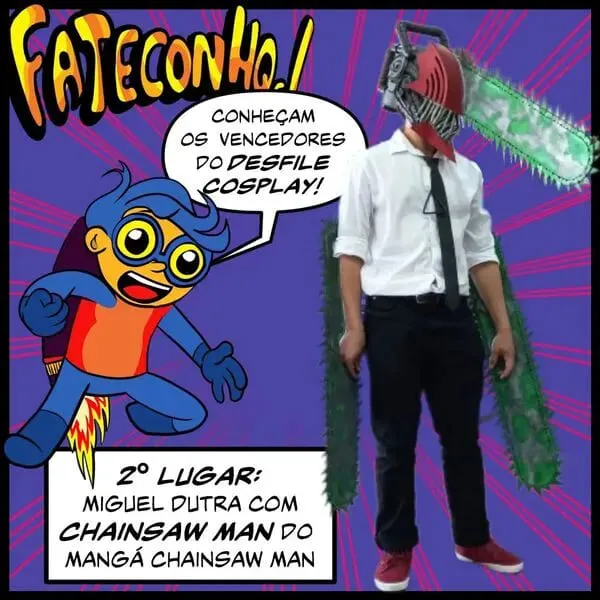 FATECONHQ!
CONHEÇAM
OS VENCEDORES
DO DESFILE
COSPLAY!
2º LUGAR:
MIGUEL DUTRA COM
CHAINSAW MAN DO
MANGÁ CHAINSAW MAN